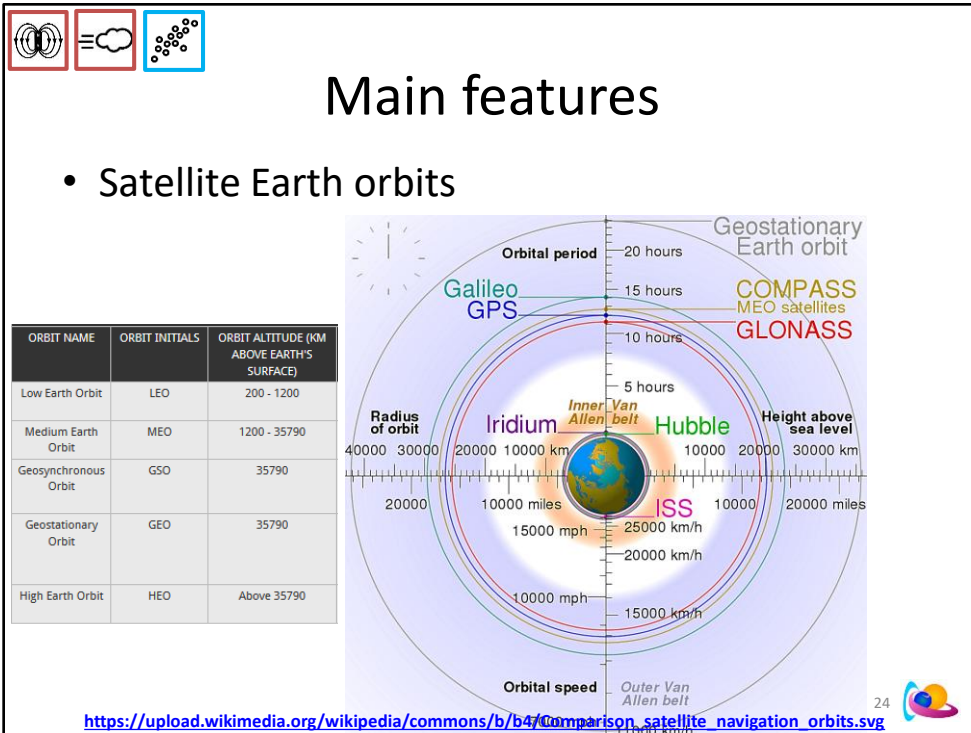 Main features
• Satellite Earth orbits
ORBIT NAME ORBIT INITIALS ORBIT ALTITUDE (KM
ABOVE EARTH'S
SURFACE)
Low Earth Orbit LEO 200 - 1200
Medium Earth
Orbit MEO 1200 - 35790
Geosynchronous
Orbit GSO 35790
Geostationary
Orbit GEO 35790
High Earth Orbit HEO Above 35790
Geostationary
Earth orbit
Orbital period 20 hours
Galileo 15 hours COMPASS
GPS MEO satellites
GLONASS
10 hours
5 hours
Inner Van
Allen belt
Radius
of orbit
Iridium Hubble
Height above
sea level
40000 30000 20000 10000 km 10000 20000 30000 km
20000 10000 miles 10000 20000 miles
ISS
15000 mph 25000 km/h
20000 km/h
10000 mph 15000 km/h
Orbital speed Outer Van
Allen belt
24
https://upload.wikimedia.org/wikipedia/commons/b/b4/Comparison_satellite_navigation_orbits.svg